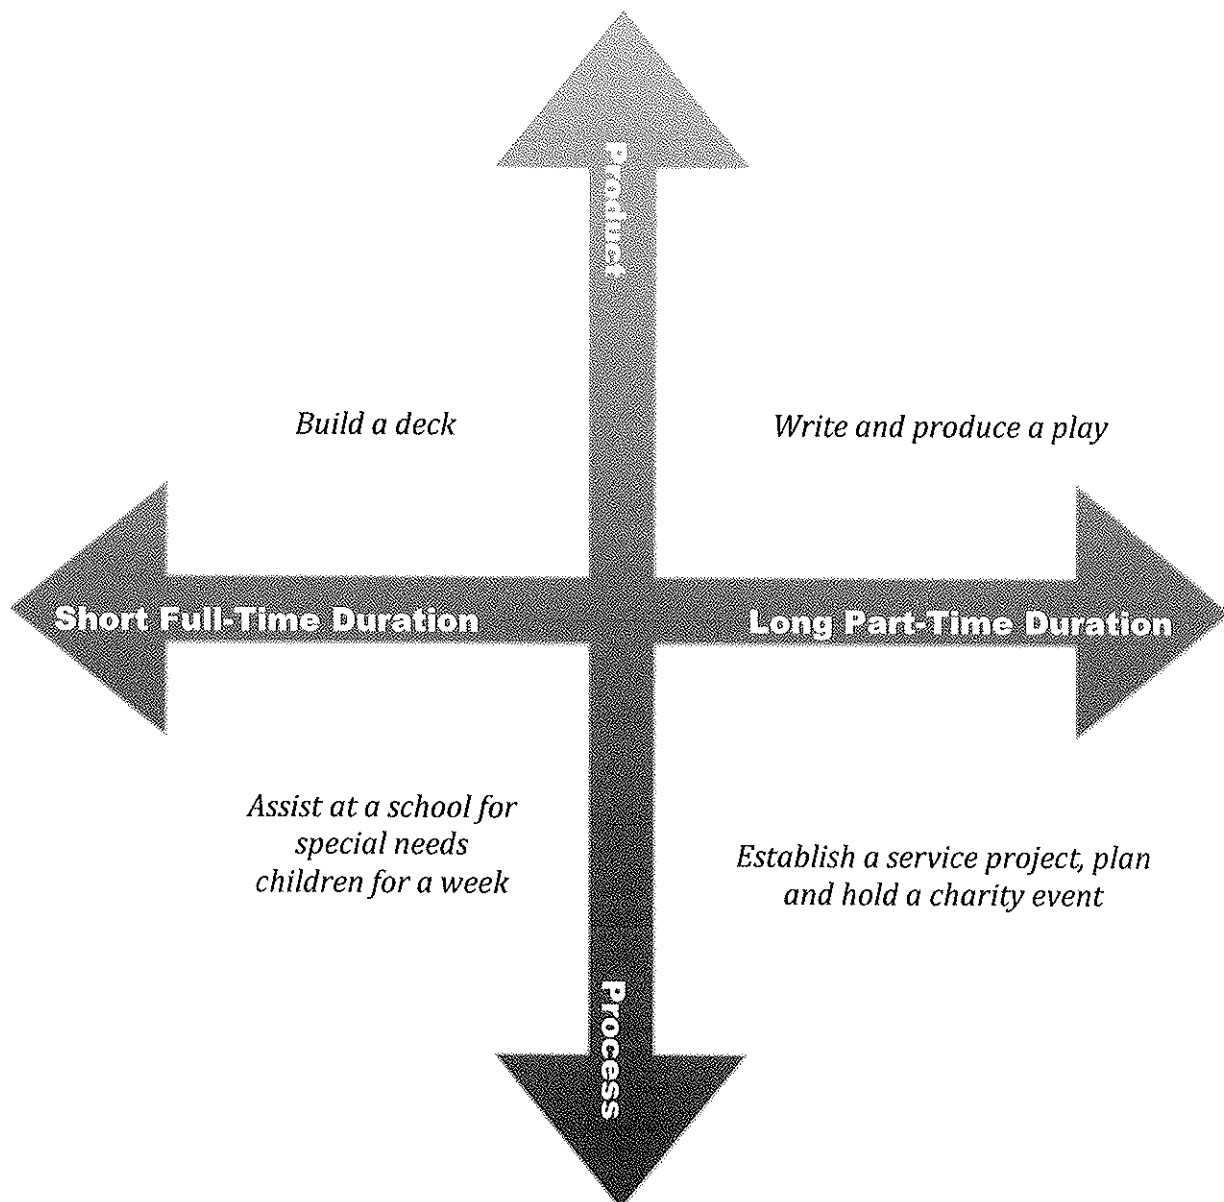 Product
Build a deck
Write and produce a play
Short Full-Time Duration
Long Part-Time Duration
Assist at a school for
special needs
children for a week
Establish a service project, plan
and hold a charity event
Process